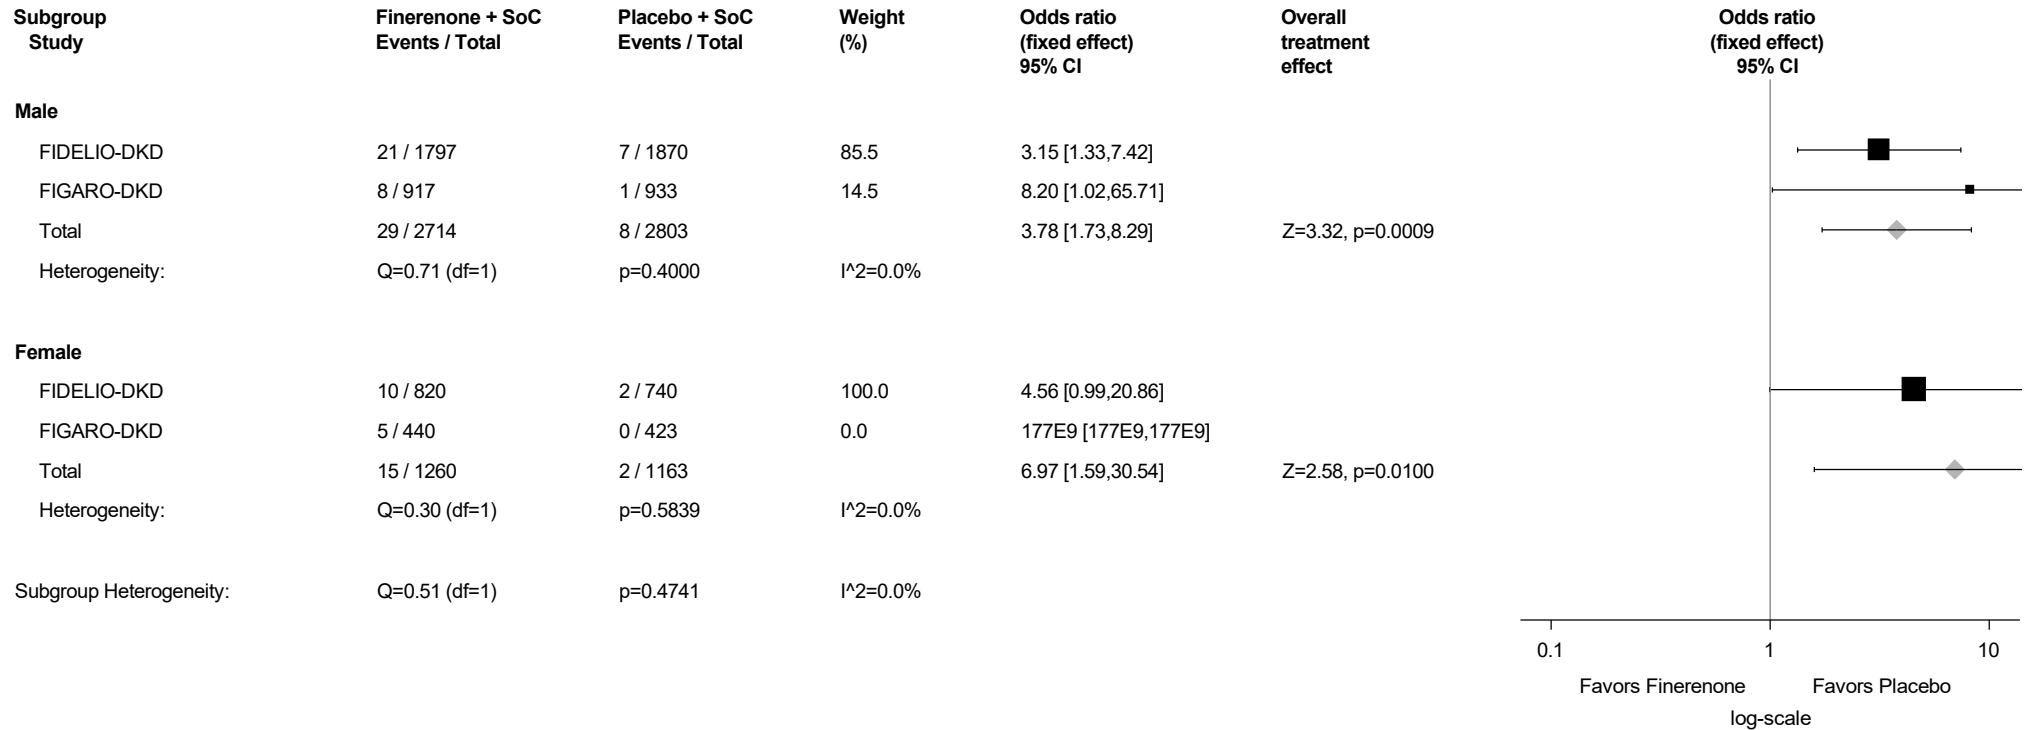 Subgroup Finerenone + SoC Placebo + SoC Weight Odds ratio Overall Odds ratio
Study Events / Total Events / Total (%) (fixed effect) treatment (fixed effect)
95% CI effect 95% CI
Male
FIDELIO-DKD 21 / 1797 7 / 1870 85.5 3.15 [1.33,7.42]
FIGARO-DKD 8 / 917 1 / 933 14.5 8.20 [1.02,65.71]
Total 29 / 2714 8 / 2803 3.78 [1.73,8.29] Z=3.32, p=0.0009
Heterogeneity: Q=0.71 (df=1) p=0.4000 I^2=0.0%
Female
FIDELIO-DKD 10 / 820 2 / 740 100.0 4.56 [0.99,20.86]
FIGARO-DKD 5 / 440 0 / 423 0.0 177E9 [177E9,177E9]
Total 15 / 1260 2 / 1163 6.97 [1.59,30.54] Z=2.58, p=0.0100
Heterogeneity: Q=0.30 (df=1) p=0.5839 I^2=0.0%
Subgroup Heterogeneity: Q=0.51 (df=1) p=0.4741 I^2=0.0%
0.1 1 10
Favors Finerenone Favors Placebo
log-scale